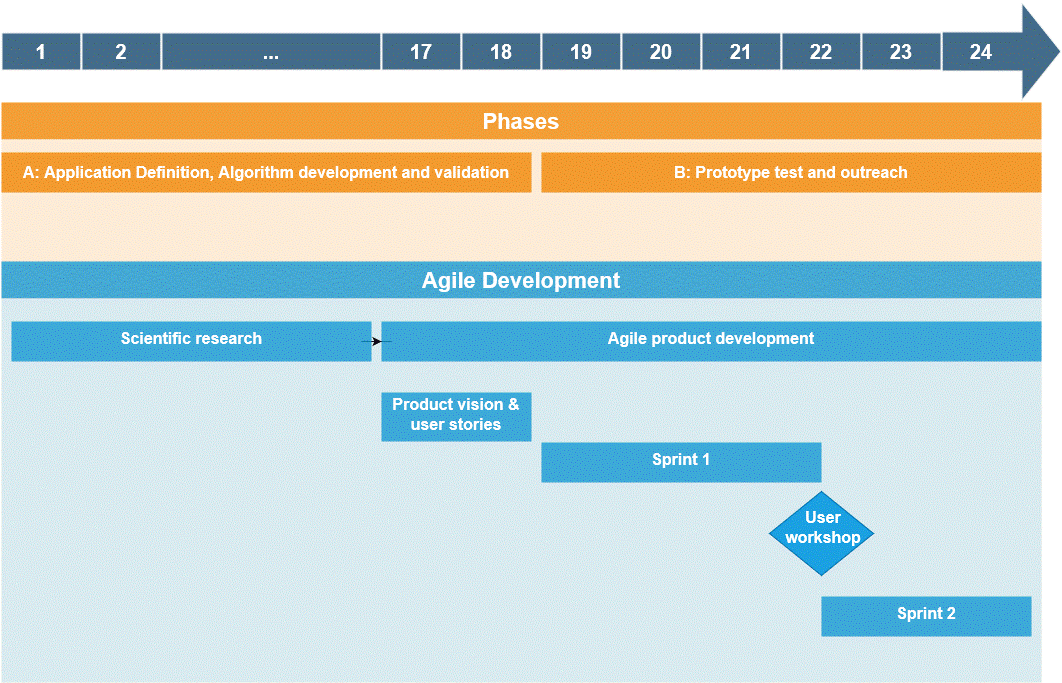 1 2 ... 17 18 19 20 21 22 23 24
Phases
A: Application Definition, Algorithm development and validation B: Prototype test and outreach
Agile Development
Scientific research Agile product development
Product vision &
user stories
Sprint 1
User
workshop
Sprint 2